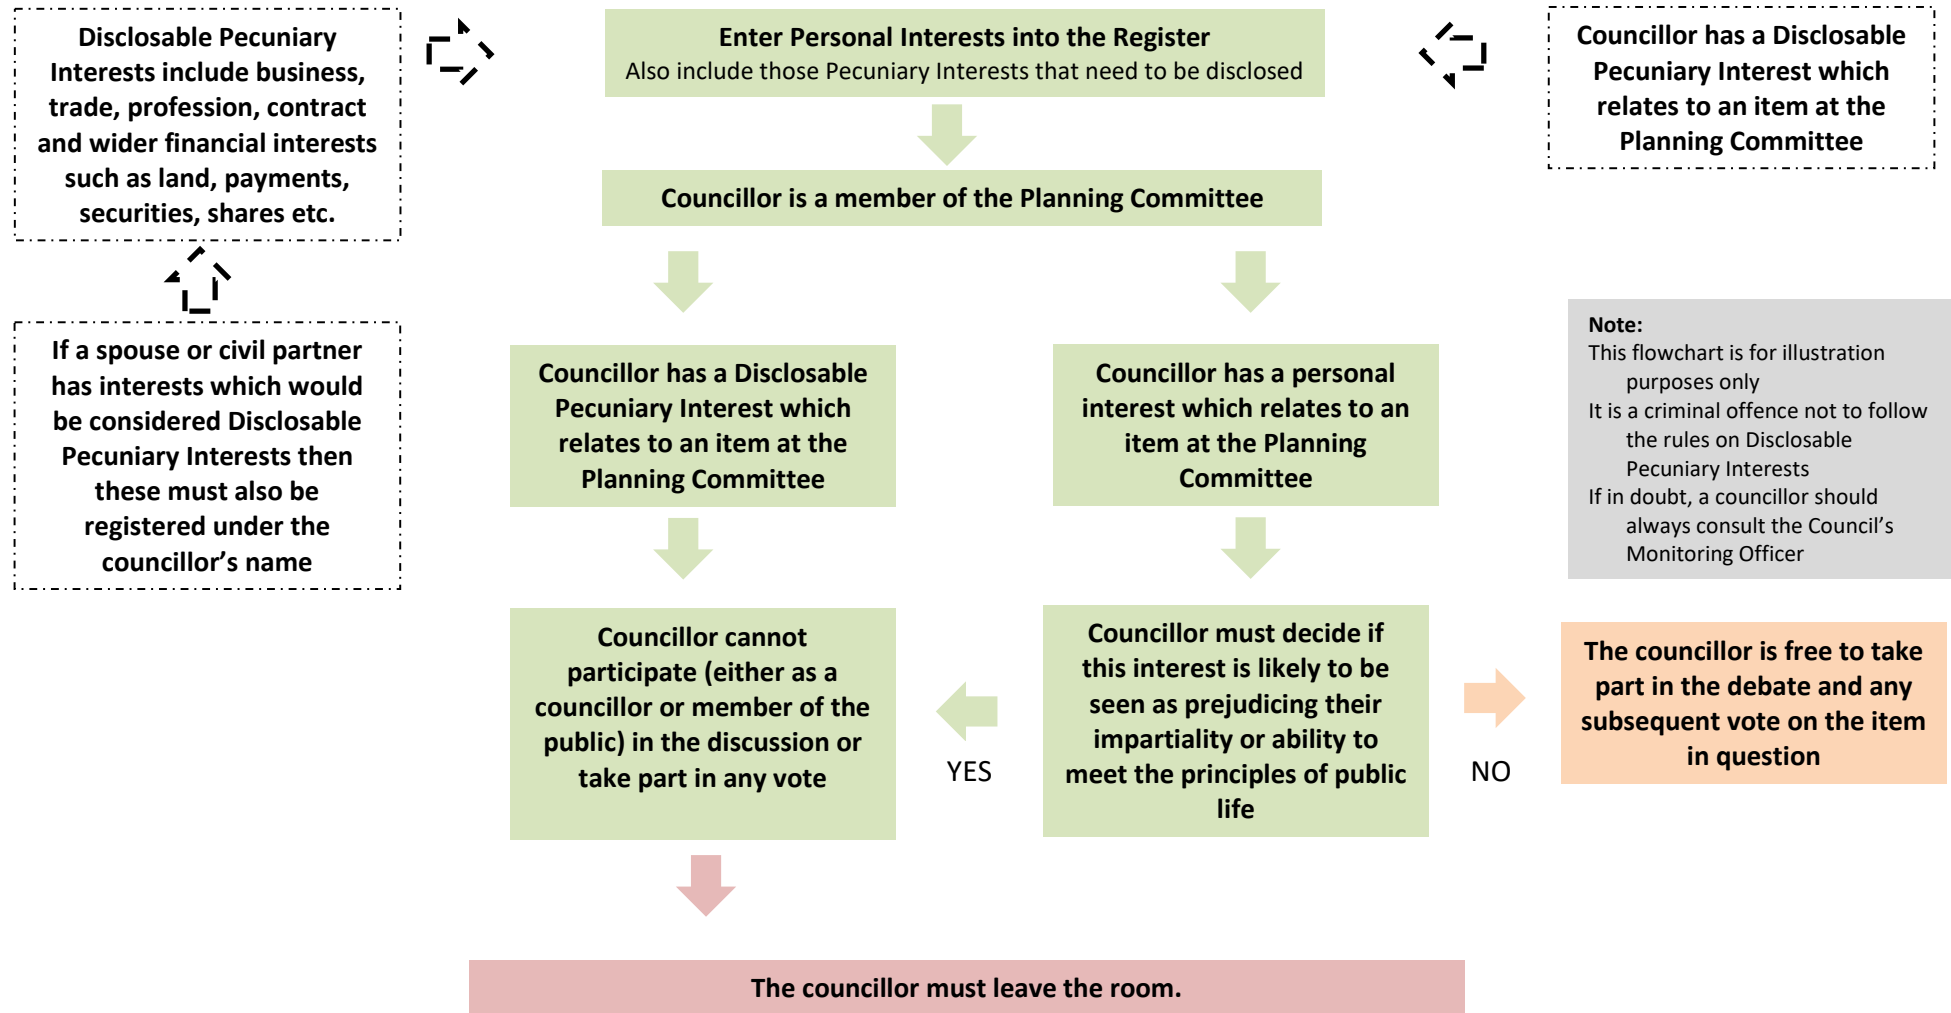 Disclosable Pecuniary
Interests include business,
trade, profession, contract
and wider financial interests
such as land, payments,
securities, shares etc.
Enter Personal Interests into the Register
Also include those Pecuniary Interests that need to be disclosed
Councillor has a Disclosable
Pecuniary Interest which
relates to an item at the
Planning Committee
Councillor is a member of the Planning Committee
If a spouse or civil partner
has interests which would
be considered Disclosable
Pecuniary Interests then
these must also be
registered under the
councillor’s name
Councillor has a Disclosable
Pecuniary Interest which
relates to an item at the
Planning Committee
Councillor has a personal
interest which relates to an
item at the Planning
Committee
Note:
This flowchart is for illustration
purposes only
It is a criminal offence not to follow
the rules on Disclosable
Pecuniary Interests
If in doubt, a councillor should
always consult the Council’s
Monitoring Officer
Councillor cannot
participate (either as a
councillor or member of the
public) in the discussion or
take part in any vote
YES
Councillor must decide if
this interest is likely to be
seen as prejudicing their
impartiality or ability to
meet the principles of public
life
NO
The councillor is free to take
part in the debate and any
subsequent vote on the item
in question
The councillor must leave the room.